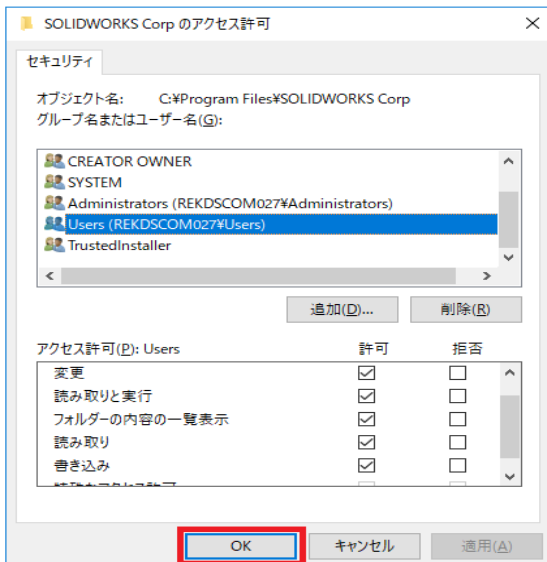 SOLIDWORKS Corp のアクセス許可
セキュリティ
オブジェクト名: C:¥Program Files¥SOLIDWORKS Corp
グループ名またはユーザー名(G):
CREATOR OWNER
SYSTEM
Administrators (REKDSCOM027¥Administrators)
Users (REKDSCOM027¥Users)
TrustedInstaller
追加(D)... 削除(R)
アクセス許可(P): Users 許可 拒否
変更
読み取りと実行
フォルダーの内容の一覧表示
読み取り
書き込み
OK キャンセル 適用(A)